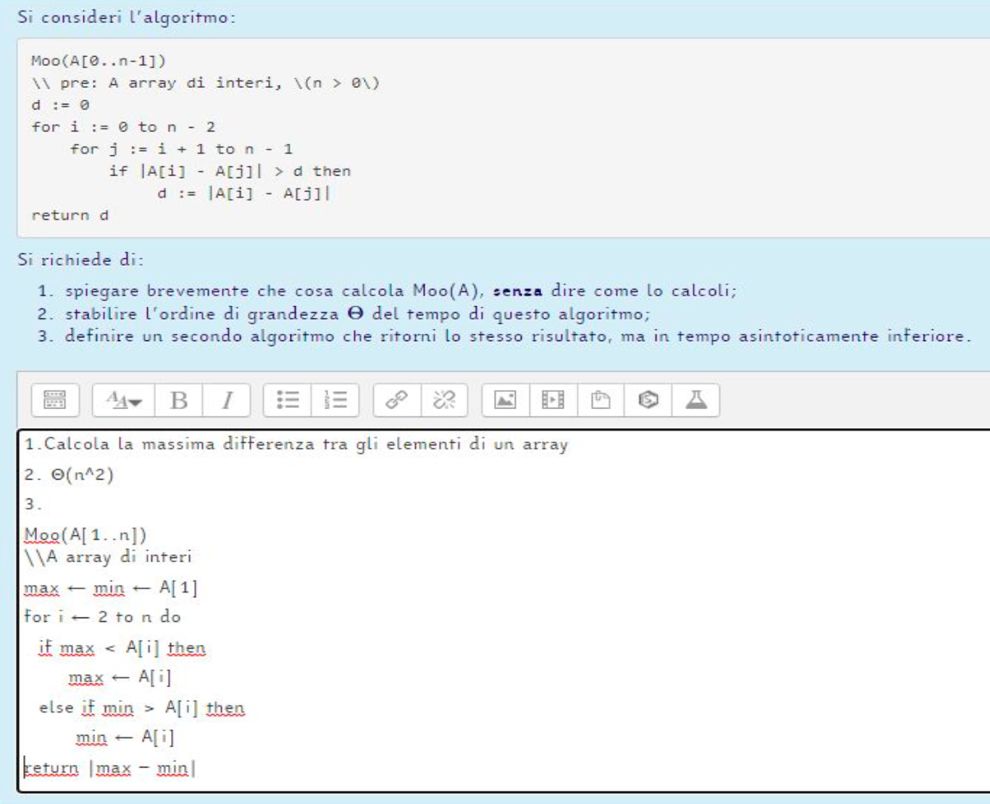 Si consideri l'algoritmo:
Moo(A[0..n-1])
\\ pre: A array di interi, \(n > 0\)
d := 0
for i := 0 to n - 2
for j := i + 1 to n - 1
if |A[i] - A[j]| > d then
d := |A[i] - A[j]|
return d
Si richiede di:
1. spiegare brevemente che cosa calcola Moo(A), senza dire come lo calcoli;
2. stabilire l'ordine di grandezza Θ del tempo di questo algoritmo;
3. definire un secondo algoritmo che ritorni lo stesso risultato, ma in tempo asintoticamente inferiore.
1.Calcola la massima differenza tra gli elementi di un array
2. Θ(n^2)
3.
Moo(A[1..n])
\\A array di interi
max ← min ← A[1]
for i ← 2 to n do
if max < A[i] then
max ← A[i]
else if min > A[i] then
min ← A[i]
return |max - min|